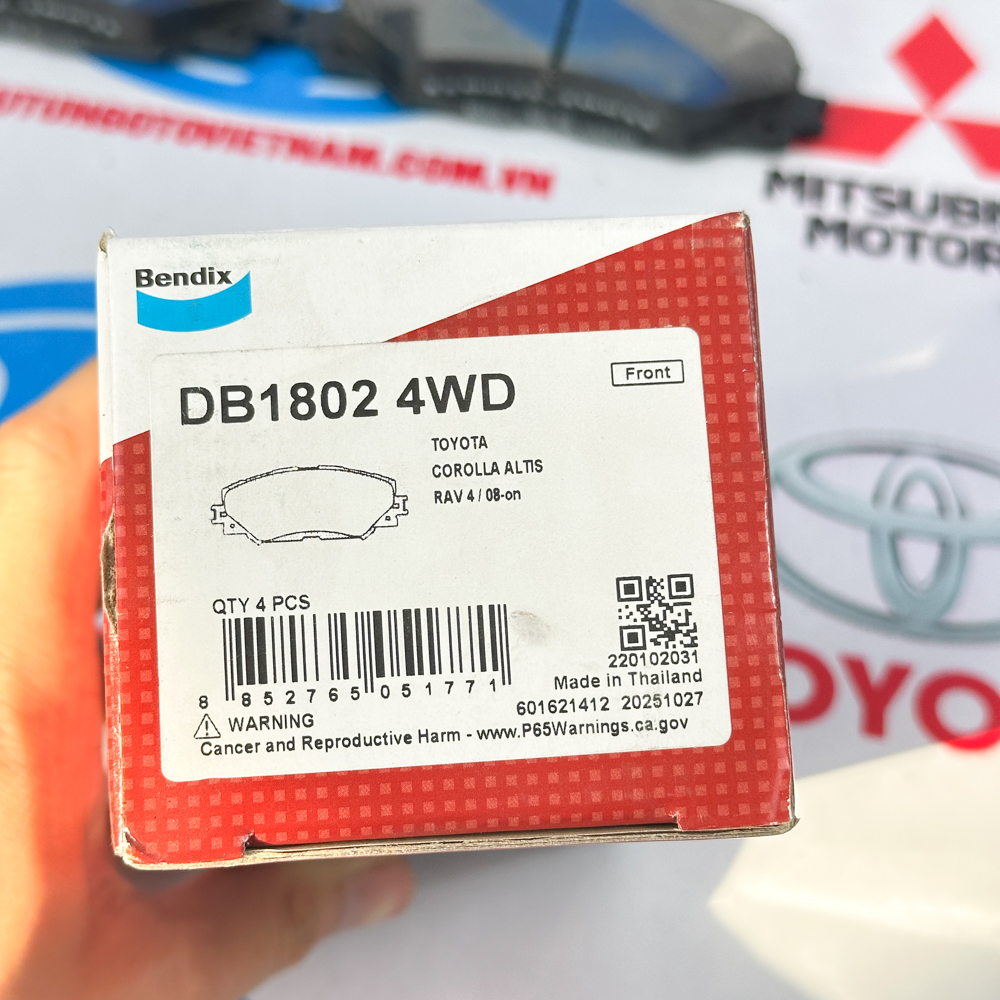 MITSUBI
MOTOR
Bendix
DB1802 4WD
Front
TOYOTA
COROLLA ALTIS
RAV 4 / 08-on
QTY 4 PCS
8 852765 051771
220102031
Made in Thailand
601621412 20251027
WARNING
Cancer and Reproductive Harm - www.P65Warnings.ca.gov
OYO